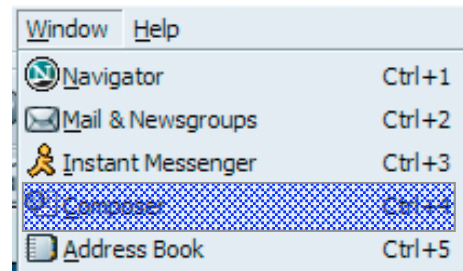 Window Help
Navigator Ctrl+1
Mail & Newsgroups Ctrl+2
Instant Messenger Ctrl+3
Composer Ctrl+4
Address Book Ctrl+5